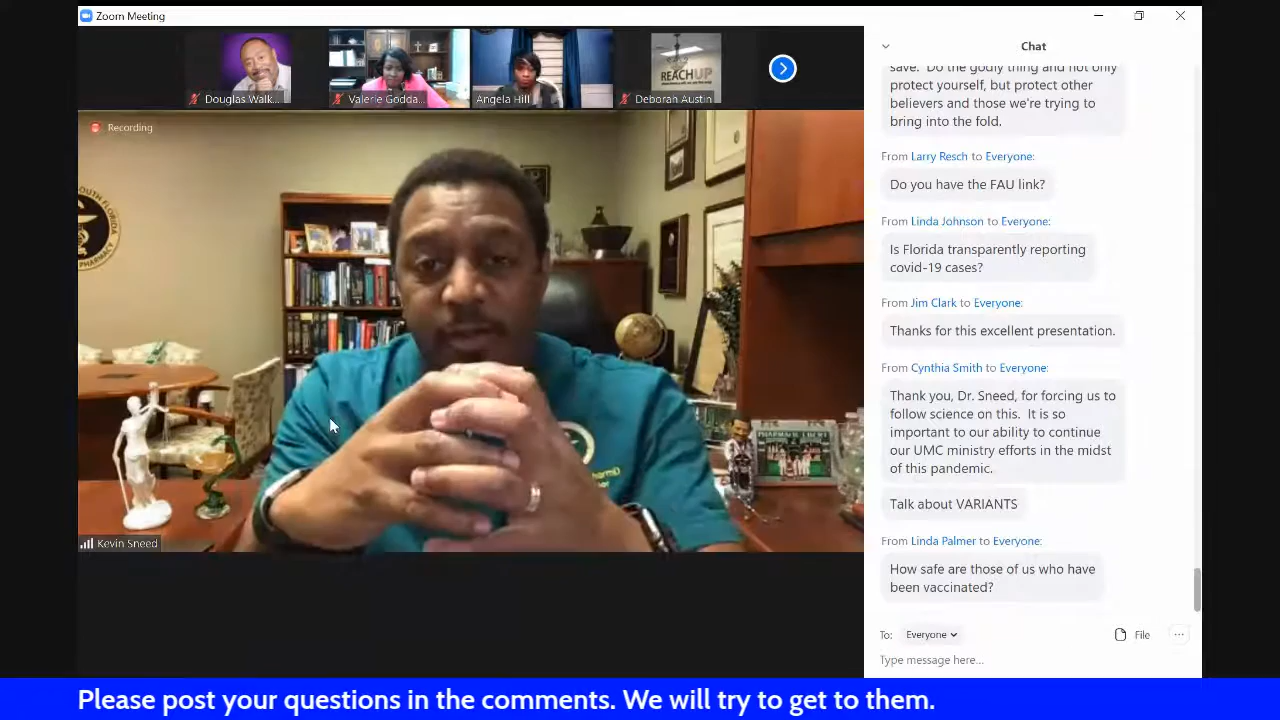 Zoom Meeting
Douglas Walk...
Valerie Godda...
Angela Hill
Deborah Austin
REACHUP
Recording
SOUTH FLORIDA
PHARMACY
Kevin Sneed
Chat
save. Do the godly thing and not only
protect yourself, but protect other
believers and those we're trying to
bring into the fold.
From Larry Resch to Everyone:
Do you have the FAU link?
From Linda Johnson to Everyone:
Is Florida transparently reporting
covid-19 cases?
From Jim Clark to Everyone:
Thanks for this excellent presentation.
From Cynthia Smith to Everyone:
Thank you, Dr. Sneed, for forcing us to
follow science on this. It is so
important to our ability to continue
our UMC ministry efforts in the midst
of this pandemic.
Talk about VARIANTS
From Linda Palmer to Everyone:
How safe are those of us who have
been vaccinated?
To: Everyone
File
Type message here...
Please post your questions in the comments. We will try to get to them.